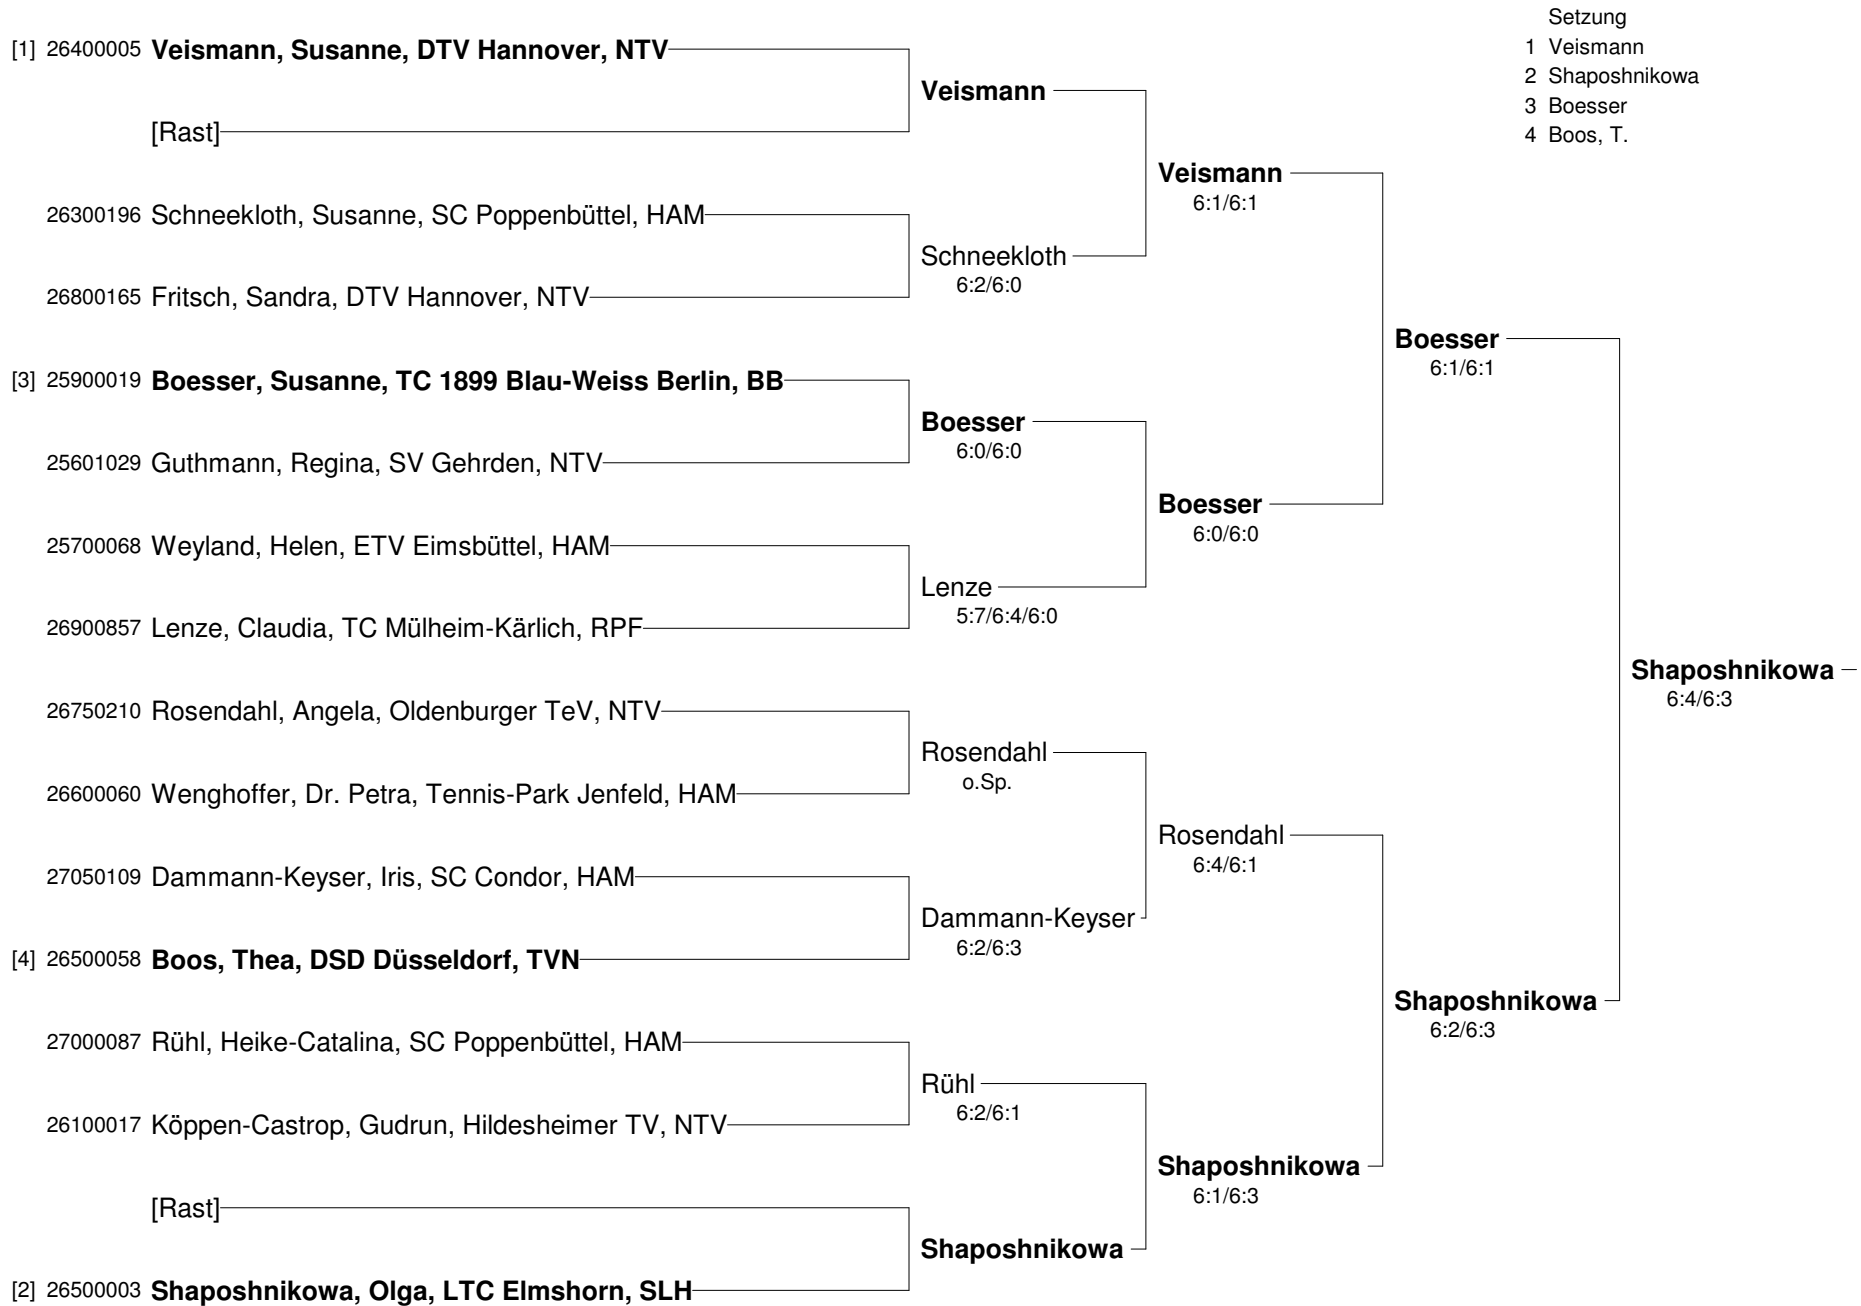 Setzung
1 Veismann
2 Shaposhnikowa
3 Boesser
4 Boos, T.
[1] 26400005 Veismann, Susanne, DTV Hannover, NTV
[Rast]
26300196 Schneekloth, Susanne, SC Poppenbüttel, HAM
26800165 Fritsch, Sandra, DTV Hannover, NTV
[3] 25900019 Boesser, Susanne, TC 1899 Blau-Weiss Berlin, BB
25601029 Guthmann, Regina, SV Gehrden, NTV
25700068 Weyland, Helen, ETV Eimsbüttel, HAM
26900857 Lenze, Claudia, TC Mülheim-Kärlich, RPF
26750210 Rosendahl, Angela, Oldenburger TeV, NTV
26600060 Wenghoffer, Dr. Petra, Tennis-Park Jenfeld, HAM
27050109 Dammann-Keyser, Iris, SC Condor, HAM
[4] 26500058 Boos, Thea, DSD Düsseldorf, TVN
27000087 Rühl, Heike-Catalina, SC Poppenbüttel, HAM
26100017 Köppen-Castrop, Gudrun, Hildesheimer TV, NTV
[Rast]
[2] 26500003 Shaposhnikowa, Olga, LTC Elmshorn, SLH
Veismann
Schneekloth
6:2/6:0
Boesser
6:0/6:0
Lenze
5:7/6:4/6:0
Rosendahl
o.Sp.
Dammann-Keyser
6:2/6:3
Rühl
6:2/6:1
Shaposhnikowa
Veismann
6:1/6:1
Boesser
6:0/6:0
Rosendahl
6:4/6:1
Shaposhnikowa
6:1/6:3
Boesser
6:1/6:1
Shaposhnikowa
6:2/6:3
Shaposhnikowa
6:4/6:3